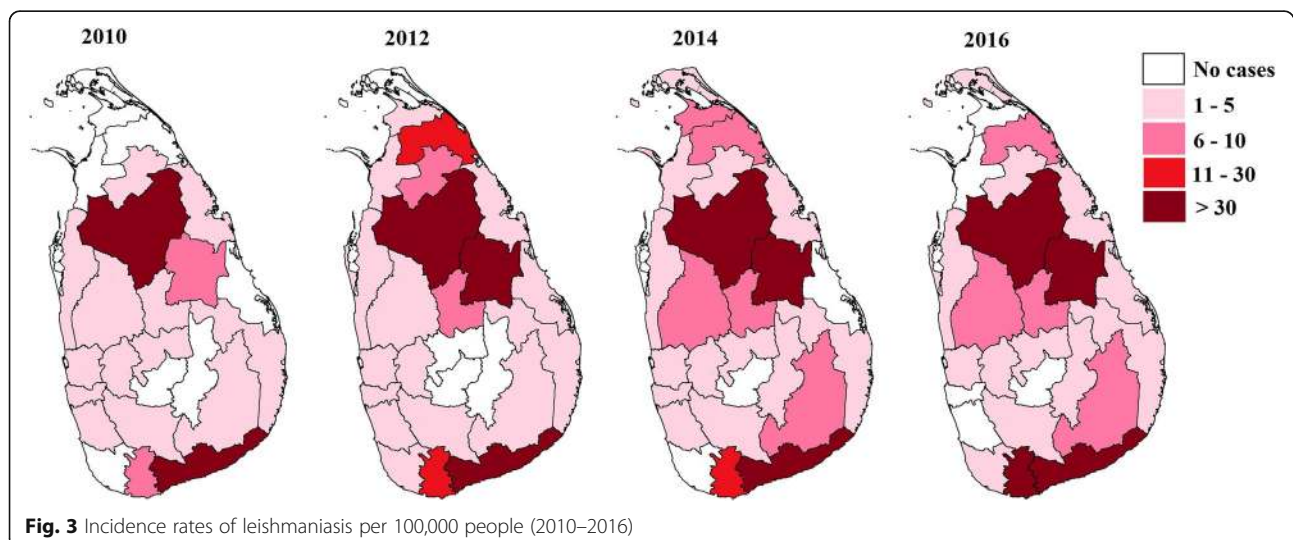 2010 2012 2014 2016
No cases
1 - 5
6 - 10
11 - 30
> 30
Fig. 3 Incidence rates of leishmaniasis per 100,000 people (2010–2016)